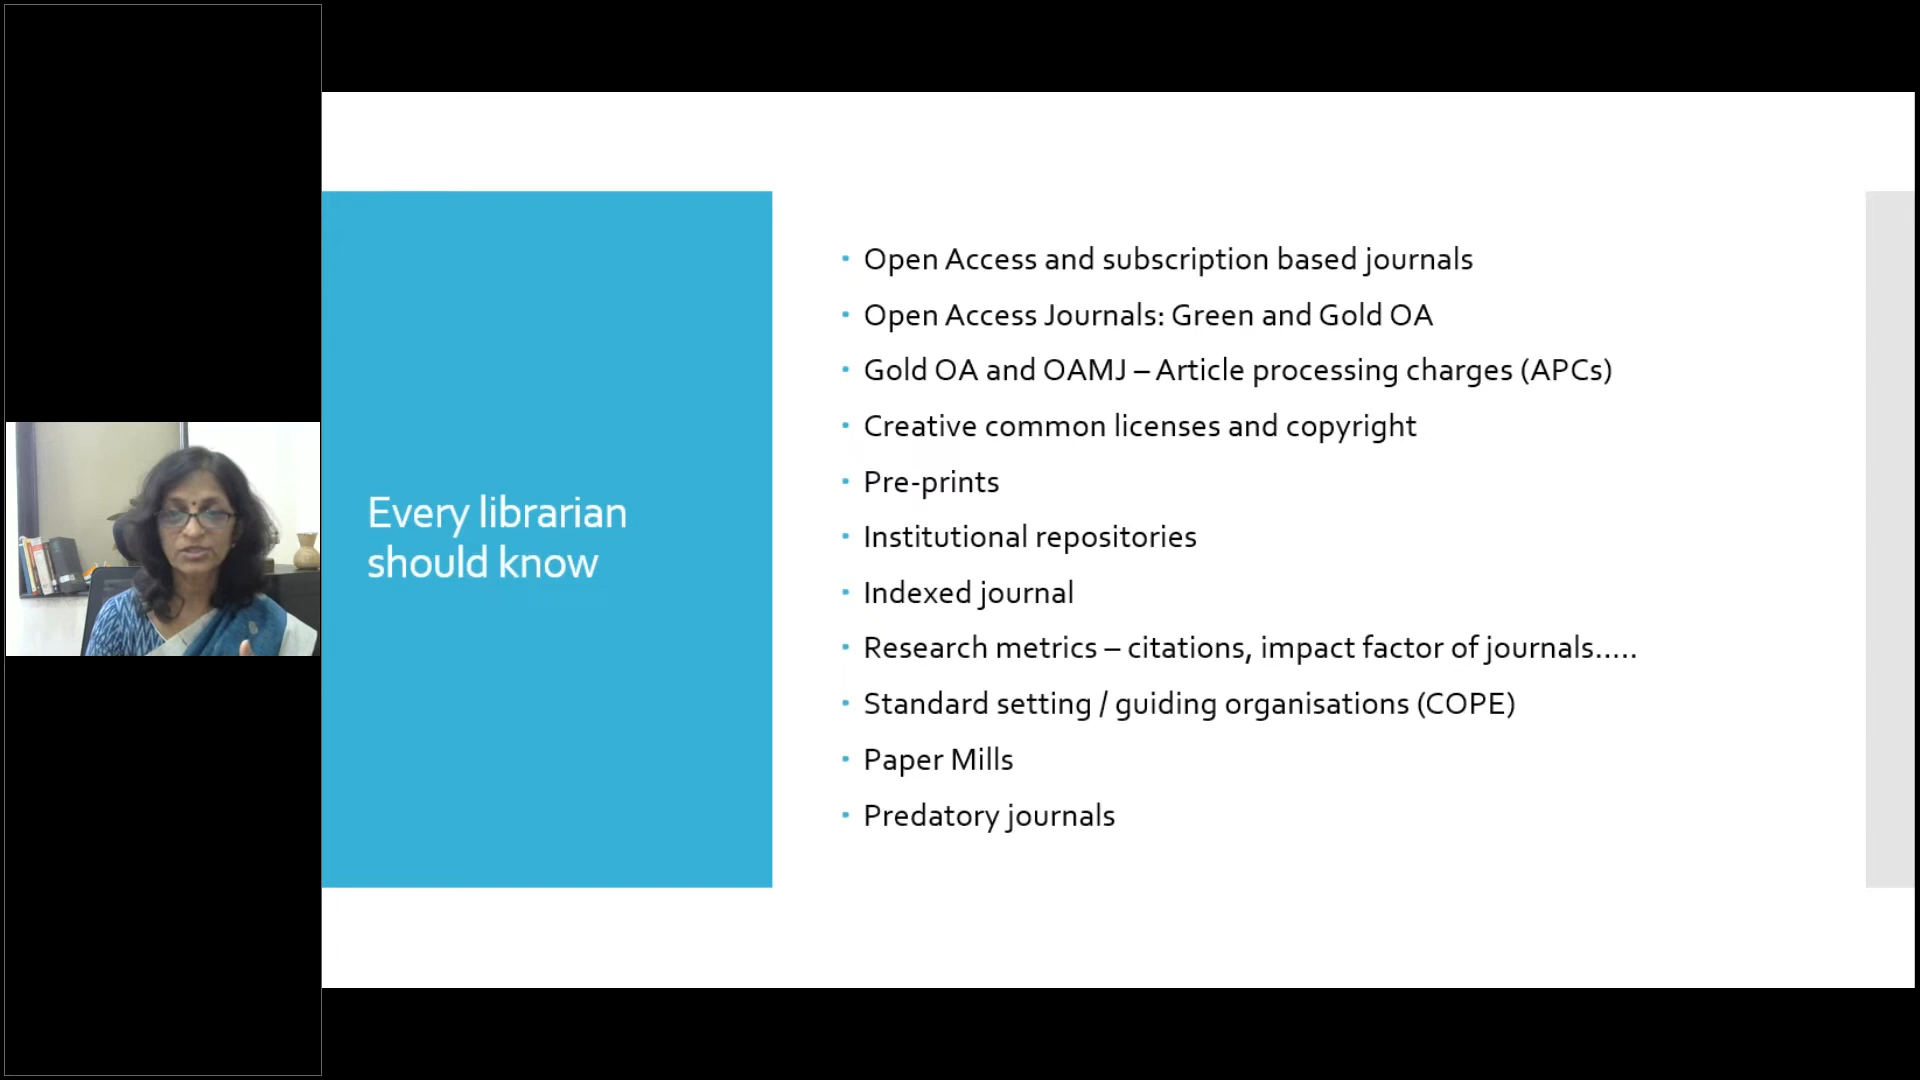 Every librarian
should know
Open Access and subscription based journals
Open Access Journals: Green and Gold OA
Gold OA and OAMJ – Article processing charges (APCs)
Creative common licenses and copyright
Pre-prints
Institutional repositories
Indexed journal
Research metrics – citations, impact factor of journals.....
Standard setting / guiding organisations (COPE)
Paper Mills
Predatory journals